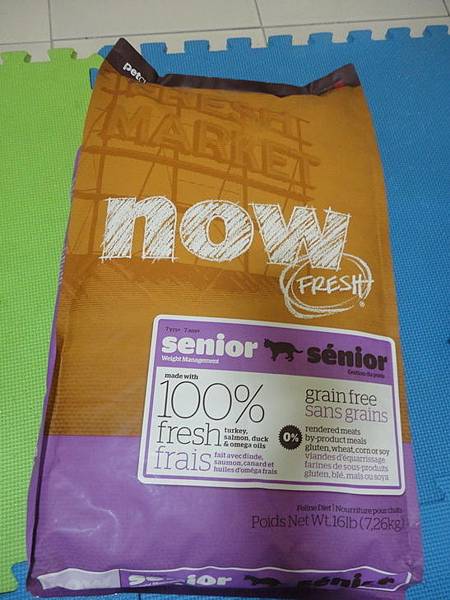 FRESH
MARKET
now
FRESH
senior
Weight Management
sénior
Gestion du poids
made with
100%
fresh
turkey,
salmon, duck
& omega oils
frais
fait avec dinde,
saumon, canard et
huiles d'oméga frais
grain free
sans grains
0%
rendered meats
by-product meals
gluten, wheat, corn or soy
viandes d'équarrissage
farines de sous-produits
gluten, blé, maïs ou soya
Feline Diet | Nourriture pour chats
Poids Net Wt. 16lb (7,26kg)
now senior sénior